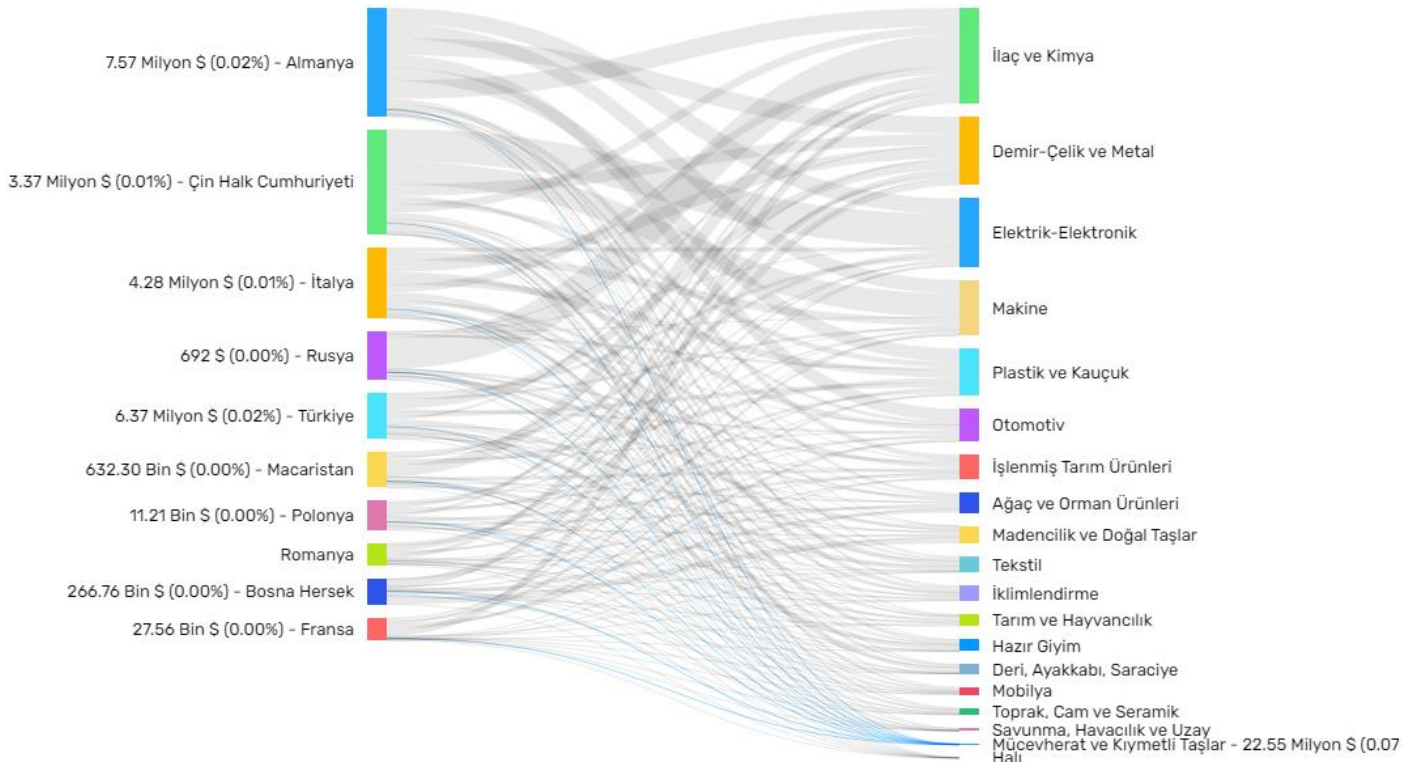 7.57 Milyon $ (0.02%) - Almanya
3.37 Milyon $ (0.01%) - Çin Halk Cumhuriyeti
4.28 Milyon $ (0.01%) - İtalya
692 $ (0.00%) - Rusya
6.37 Milyon $ (0.02%) - Türkiye
632.30 Bin $ (0.00%) - Macaristan
11.21 Bin $ (0.00%) - Polonya
Romanya
266.76 Bin $ (0.00%) - Bosna Hersek
27.56 Bin $ (0.00%) - Fransa
İlaç ve Kimya
Demir-Çelik ve Metal
Elektrik-Elektronik
Makine
Plastik ve Kauçuk
Otomotiv
İşlenmiş Tarım Ürünleri
Ağaç ve Orman Ürünleri
Madencilik ve Doğal Taşlar
Tekstil
İklimlendirme
Tarım ve Hayvancılık
Hazır Giyim
Deri, Ayakkabı, Saraciye
Mobilya
Toprak, Cam ve Seramik
Savunma, Havacılık ve Uzay
Mücevherat ve Kıymetli Taşlar - 22.55 Milyon $ (0.07
Halı